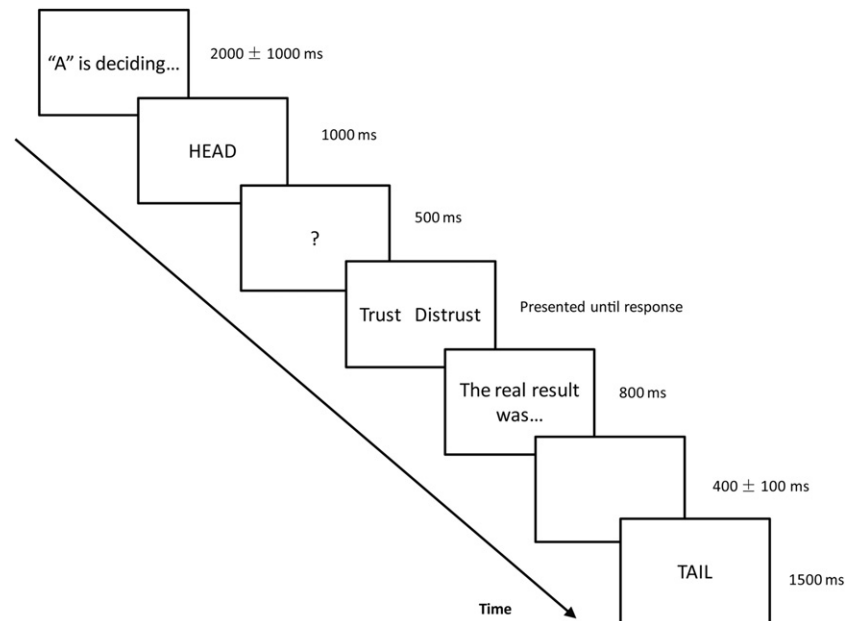 “A” is deciding...
2000 ± 1000 ms
HEAD
1000 ms
?
500 ms
Trust Distrust
Presented until response
The real result
was...
800 ms
400 ± 100 ms
TAIL
1500 ms
Time